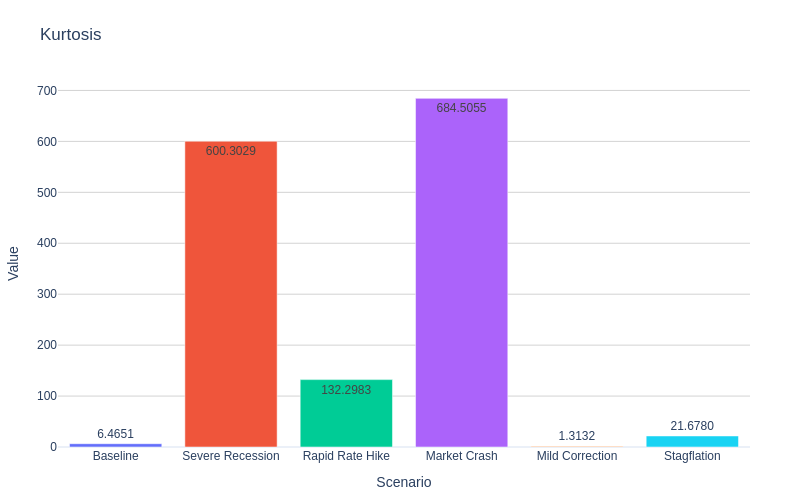 Kurtosis
700
600
500
400
300
200
100
0
Value
6.4651
600.3029
132.2983
684.5055
1.3132
21.6780
Baseline
Severe Recession
Rapid Rate Hike
Market Crash
Mild Correction
Stagflation
Scenario